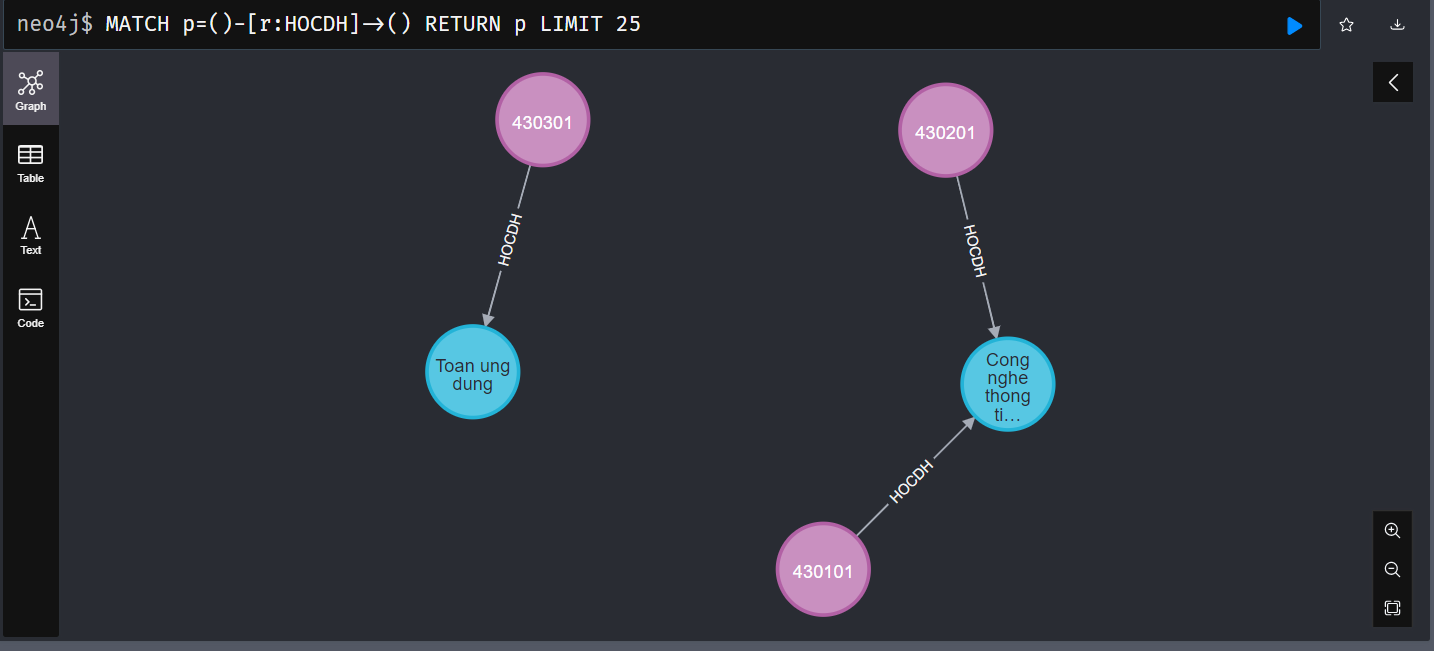 neo4j$ MATCH p=()-[r:HOCDH]→() RETURN p LIMIT 25
Graph
Table
Text
Code
430301
430201
HOCDH
HOCDH
Toan ung
dung
Cong
nghe
thong
ti…
HOCDH
430101